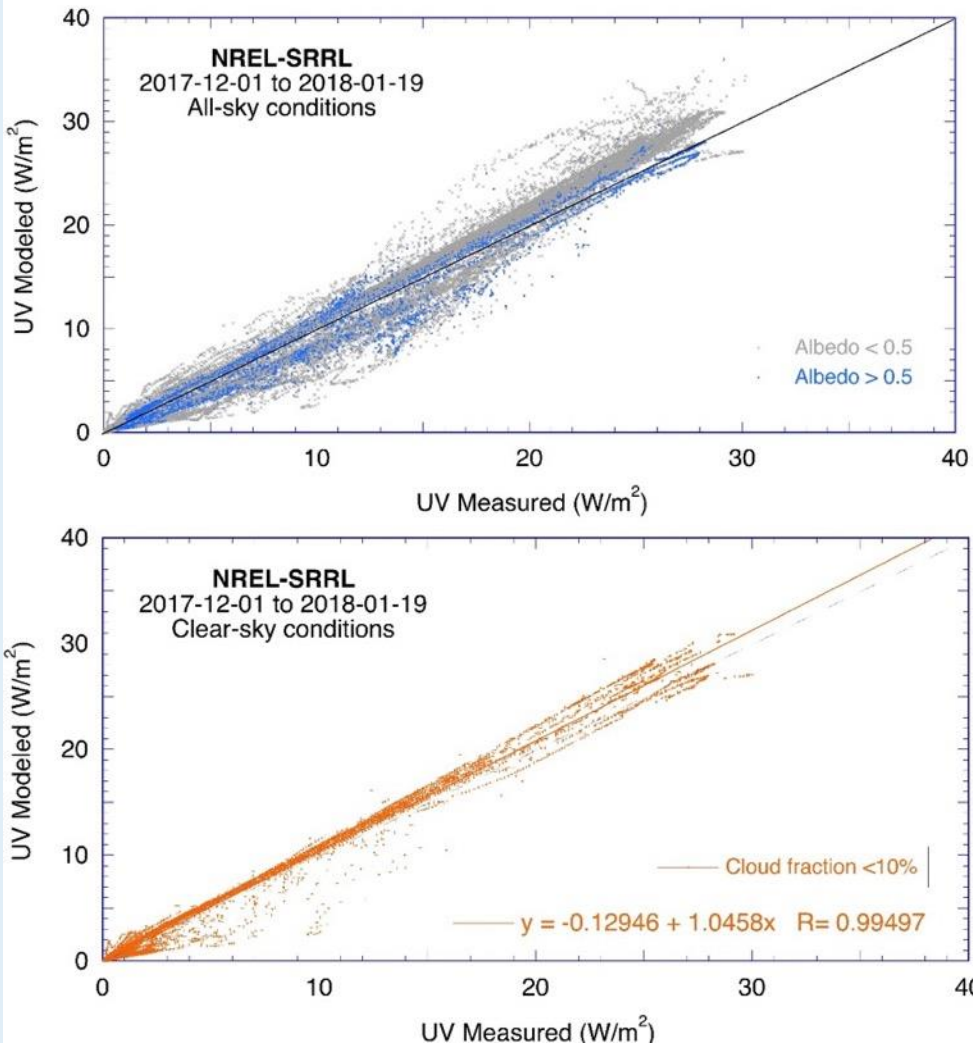 40
30
20
10
0
UV Modeled (W/m²)
NREL-SRRL
2017-12-01 to 2018-01-19
All-sky conditions
Albedo < 0.5
Albedo > 0.5
0 10 20 30 40
UV Measured (W/m²)
40
30
20
10
0
UV Modeled (W/m²)
NREL-SRRL
2017-12-01 to 2018-01-19
Clear-sky conditions
Cloud fraction <10%
y = -0.12946 + 1.0458x R= 0.99497
0 10 20 30 40
UV Measured (W/m²)